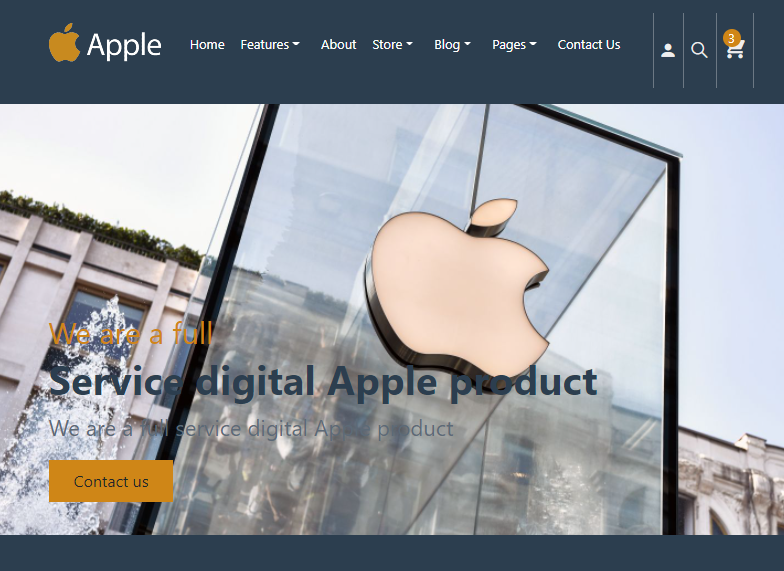 Apple
Home Features About Store Blog Pages Contact Us
3
We are a full
Service digital Apple product
We are a full service digital Apple product
Contact us